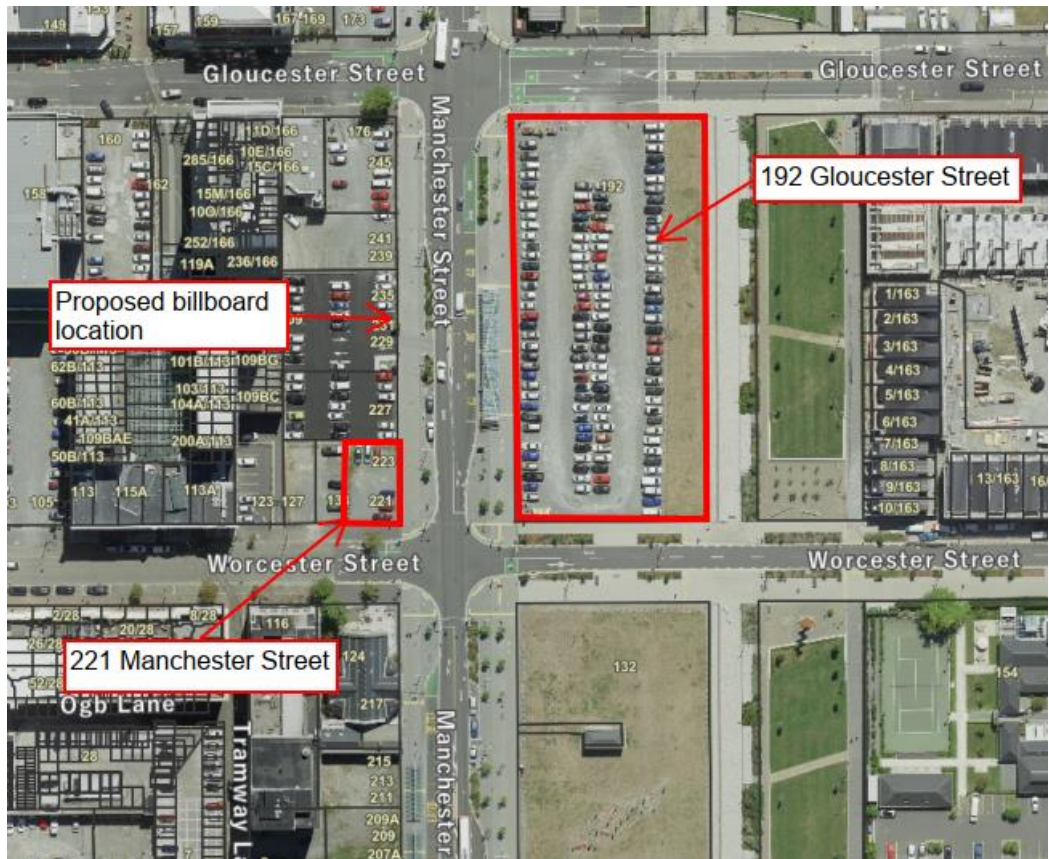 149
153
157
159
167-169
173
Gloucester Street
Gloucester Street
Manchester Street
160
162
158
11D/166
10E/166
15C/166
285/166
15M/166
10G/166
252/166
236/166
119A
176
245
241
239
192
192 Gloucester Street
Proposed billboard
location
235
229
227
223
221
62B/113
60B/113
41A/113
109BAE
50B/113
101B/113
109BG
103/113
104A/113
109BC
200A/113
105
113
115A
113A
123
127
1/163
2/163
3/163
4/163
5/163
6/163
7/163
8/163
9/163
10/163
13/163
Worcester Street
Worcester Street
221 Manchester Street
2/28
8/28
20/28
26/28
52/28
116
124
217
132
154
Ogb Lane
28
Tramway La
Manchester
215
213
211
209A
209
207A
7